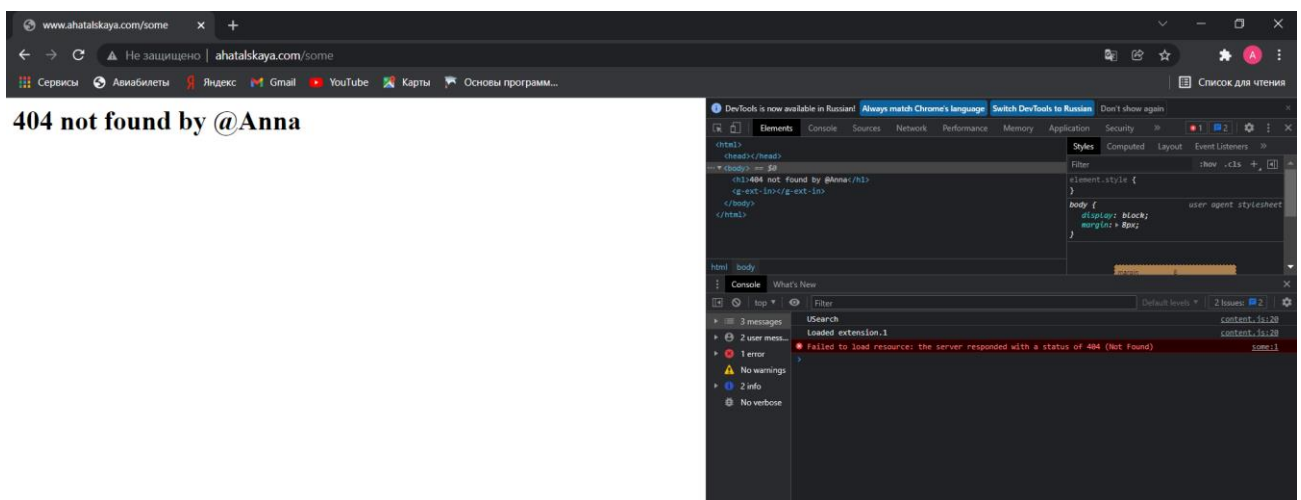 www.ahatalskaya.com/some
Не защищено | ahatalskaya.com/some
Сервисы Авиабилеты Яндекс Gmail YouTube Карты Основы программ... Список для чтения
404 not found by @Anna
DevTools is now available in Russian! Always match Chrome's language Switch DevTools to Russian Don't show again
Elements Console Sources Network Performance Memory Application Security 1 2
<html>
<head></head>
<body> == $0
<h1>404 not found by @Anna</h1>
<g-ext-in></g-ext-in>
</body>
</html>
html body
Styles Computed Layout Event Listeners
Filter :hov .cls
element.style {
}
body { user agent stylesheet
display: block;
margin: 8px;
}
margin 8
Console What's New
top Filter Default levels 2 Issues: 2
3 messages
2 user mess...
1 error
No warnings
2 info
No verbose
USearch content.js:20
Loaded extension.1 content.js:20
Failed to load resource: the server responded with a status of 404 (Not Found) some:1